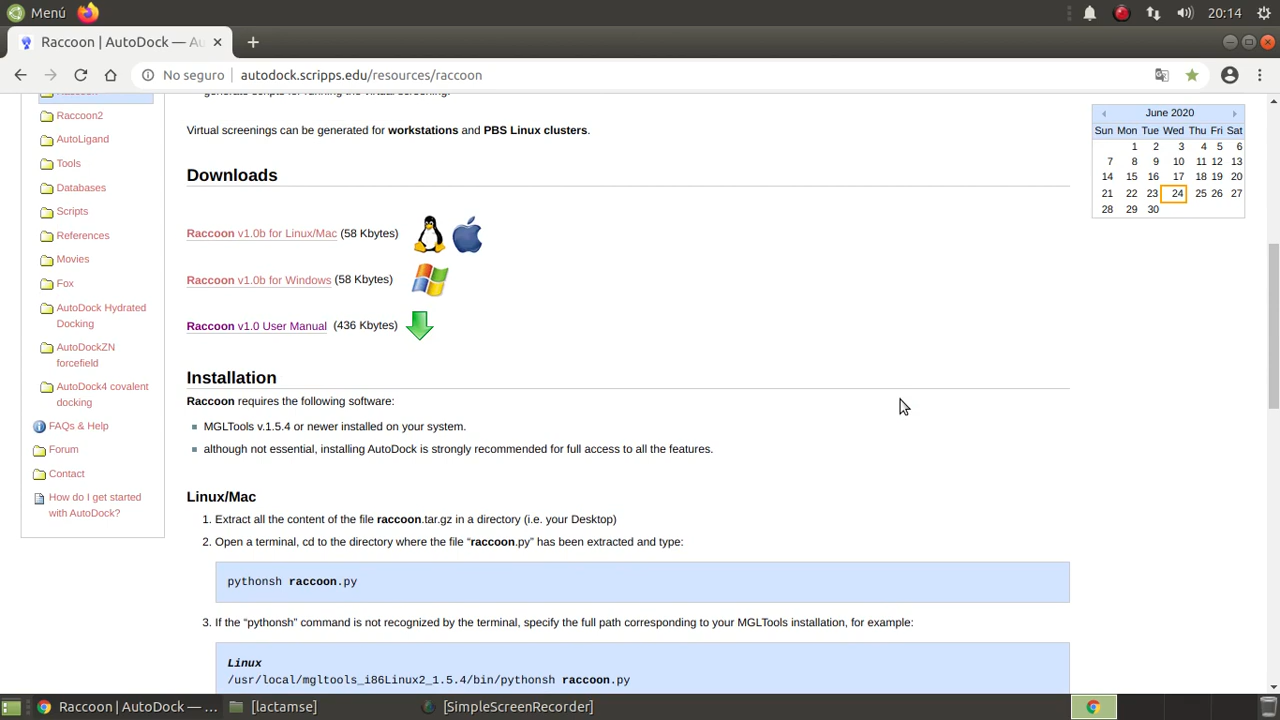 Menú
20:14
Raccoon | AutoDock — Au
No seguro
autodock.scripps.edu/resources/raccoon
Raccoon2
AutoLigand
Tools
Databases
Scripts
References
Movies
Fox
AutoDock Hydrated
Docking
AutoDockZN
forcefield
AutoDock4 covalent
docking
FAQs & Help
Forum
Contact
How do I get started
with AutoDock?
generate scripts for running the virtual screening.
Virtual screenings can be generated for workstations and PBS Linux clusters.
Downloads
Raccoon v1.0b for Linux/Mac (58 Kbytes)
Raccoon v1.0b for Windows (58 Kbytes)
Raccoon v1.0 User Manual (436 Kbytes)
Installation
Raccoon requires the following software:
MGLTools v.1.5.4 or newer installed on your system.
although not essential, installing AutoDock is strongly recommended for full access to all the features.
Linux/Mac
1. Extract all the content of the file raccoon.tar.gz in a directory (i.e. your Desktop)
2. Open a terminal, cd to the directory where the file “raccoon.py” has been extracted and type:
pythonsh raccoon.py
3. If the “pythonsh” command is not recognized by the terminal, specify the full path corresponding to your MGLTools installation, for example:
Linux
/usr/local/mgltools_i86Linux2_1.5.4/bin/pythonsh raccoon.py
June 2020
Sun Mon Tue Wed Thu Fri Sat
1 2 3 4 5 6
7 8 9 10 11 12 13
14 15 16 17 18 19 20
21 22 23 24 25 26 27
28 29 30
Raccoon | AutoDock — ...
[lactamse]
[SimpleScreenRecorder]